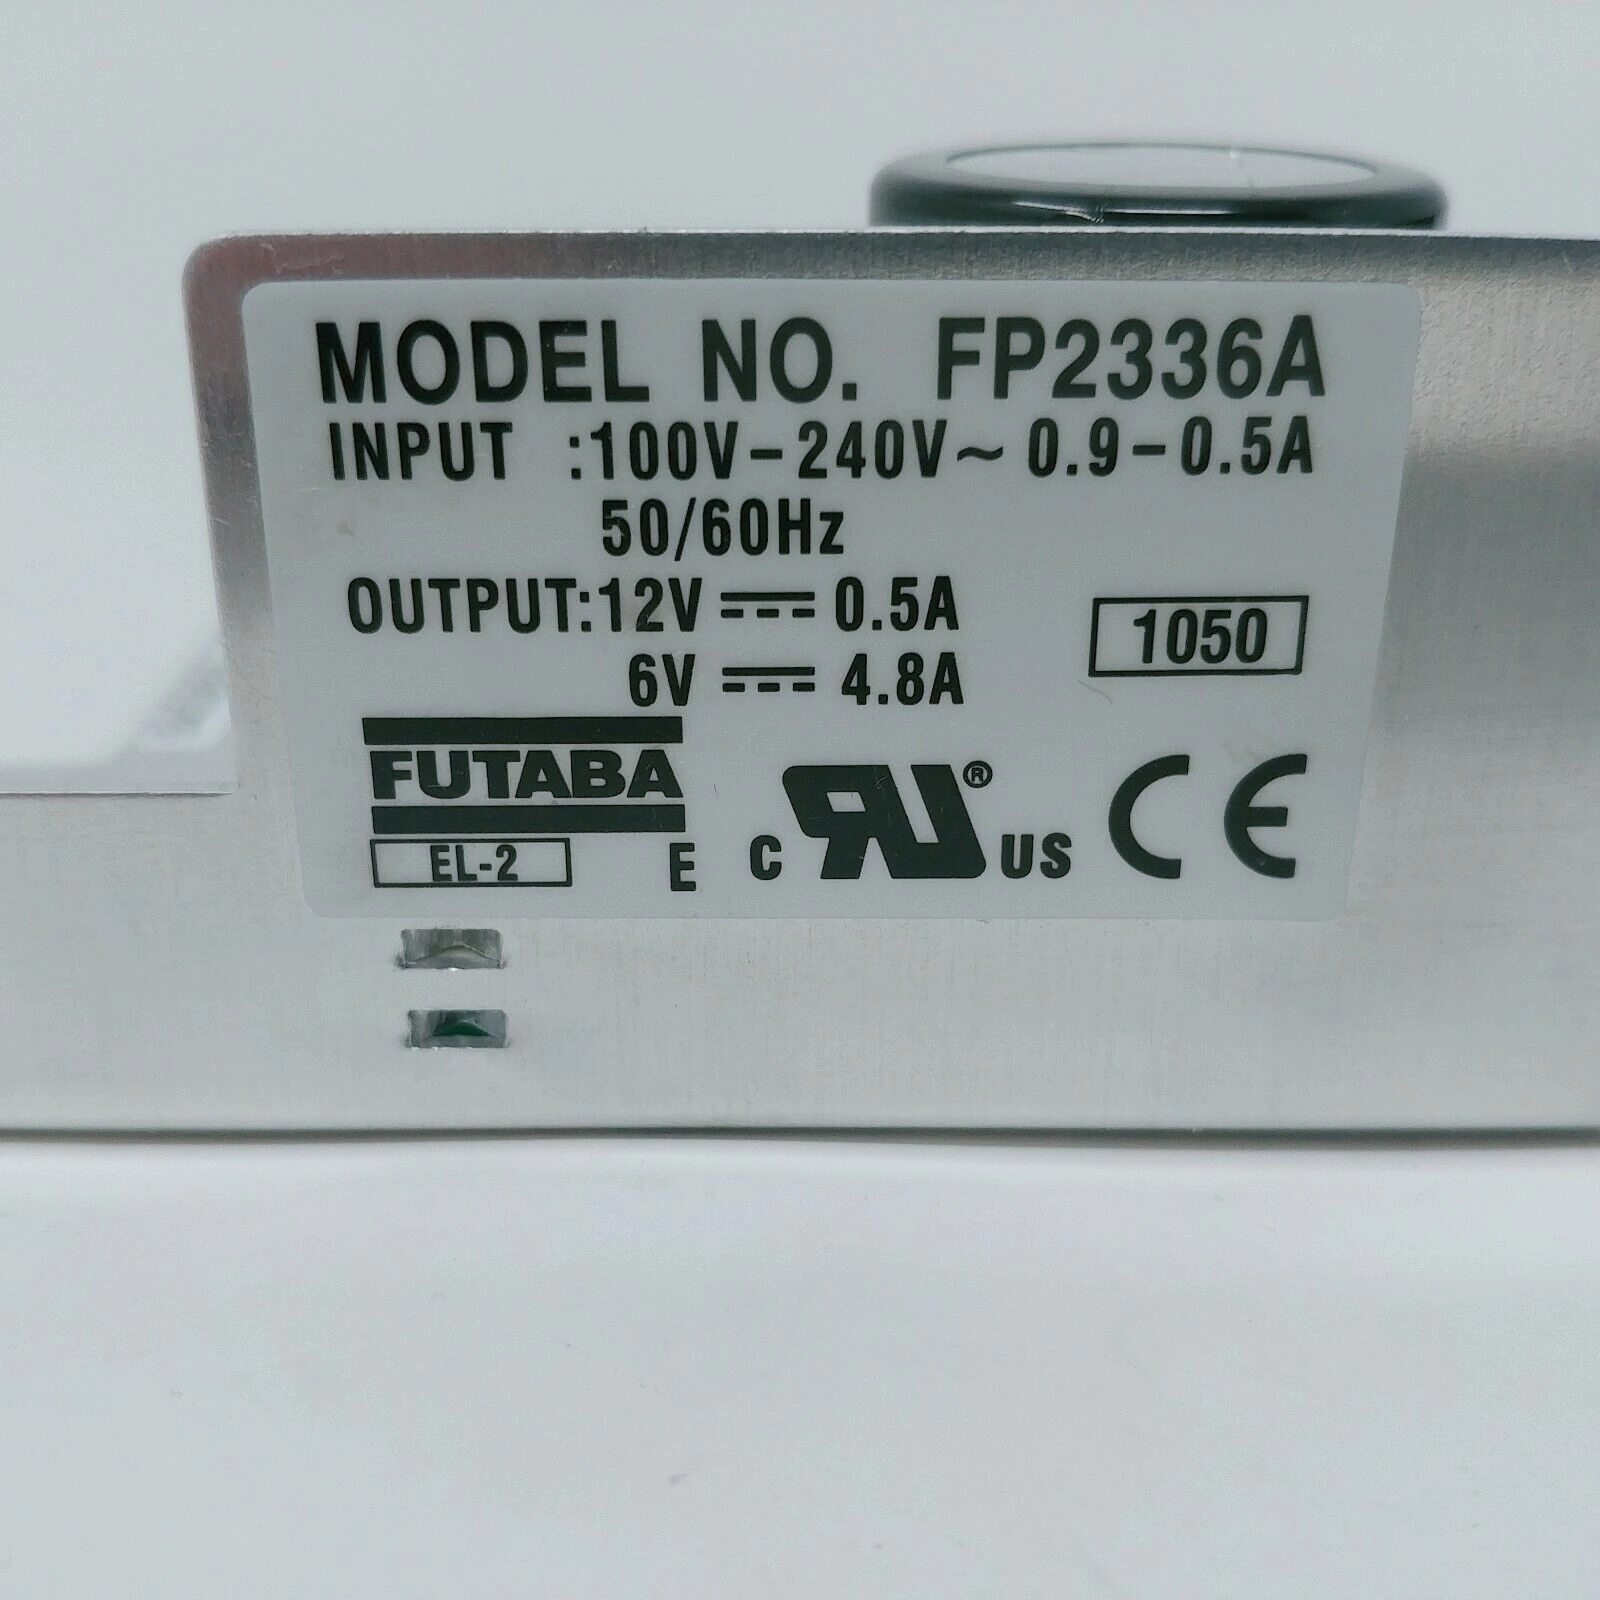 MODEL NO. FP2336A
INPUT :100V-240V~ 0.9-0.5A
50/60Hz
OUTPUT:12V ⎓ 0.5A
6V ⎓ 4.8A
1050
FUTABA
EL-2 E
C RU® US CE